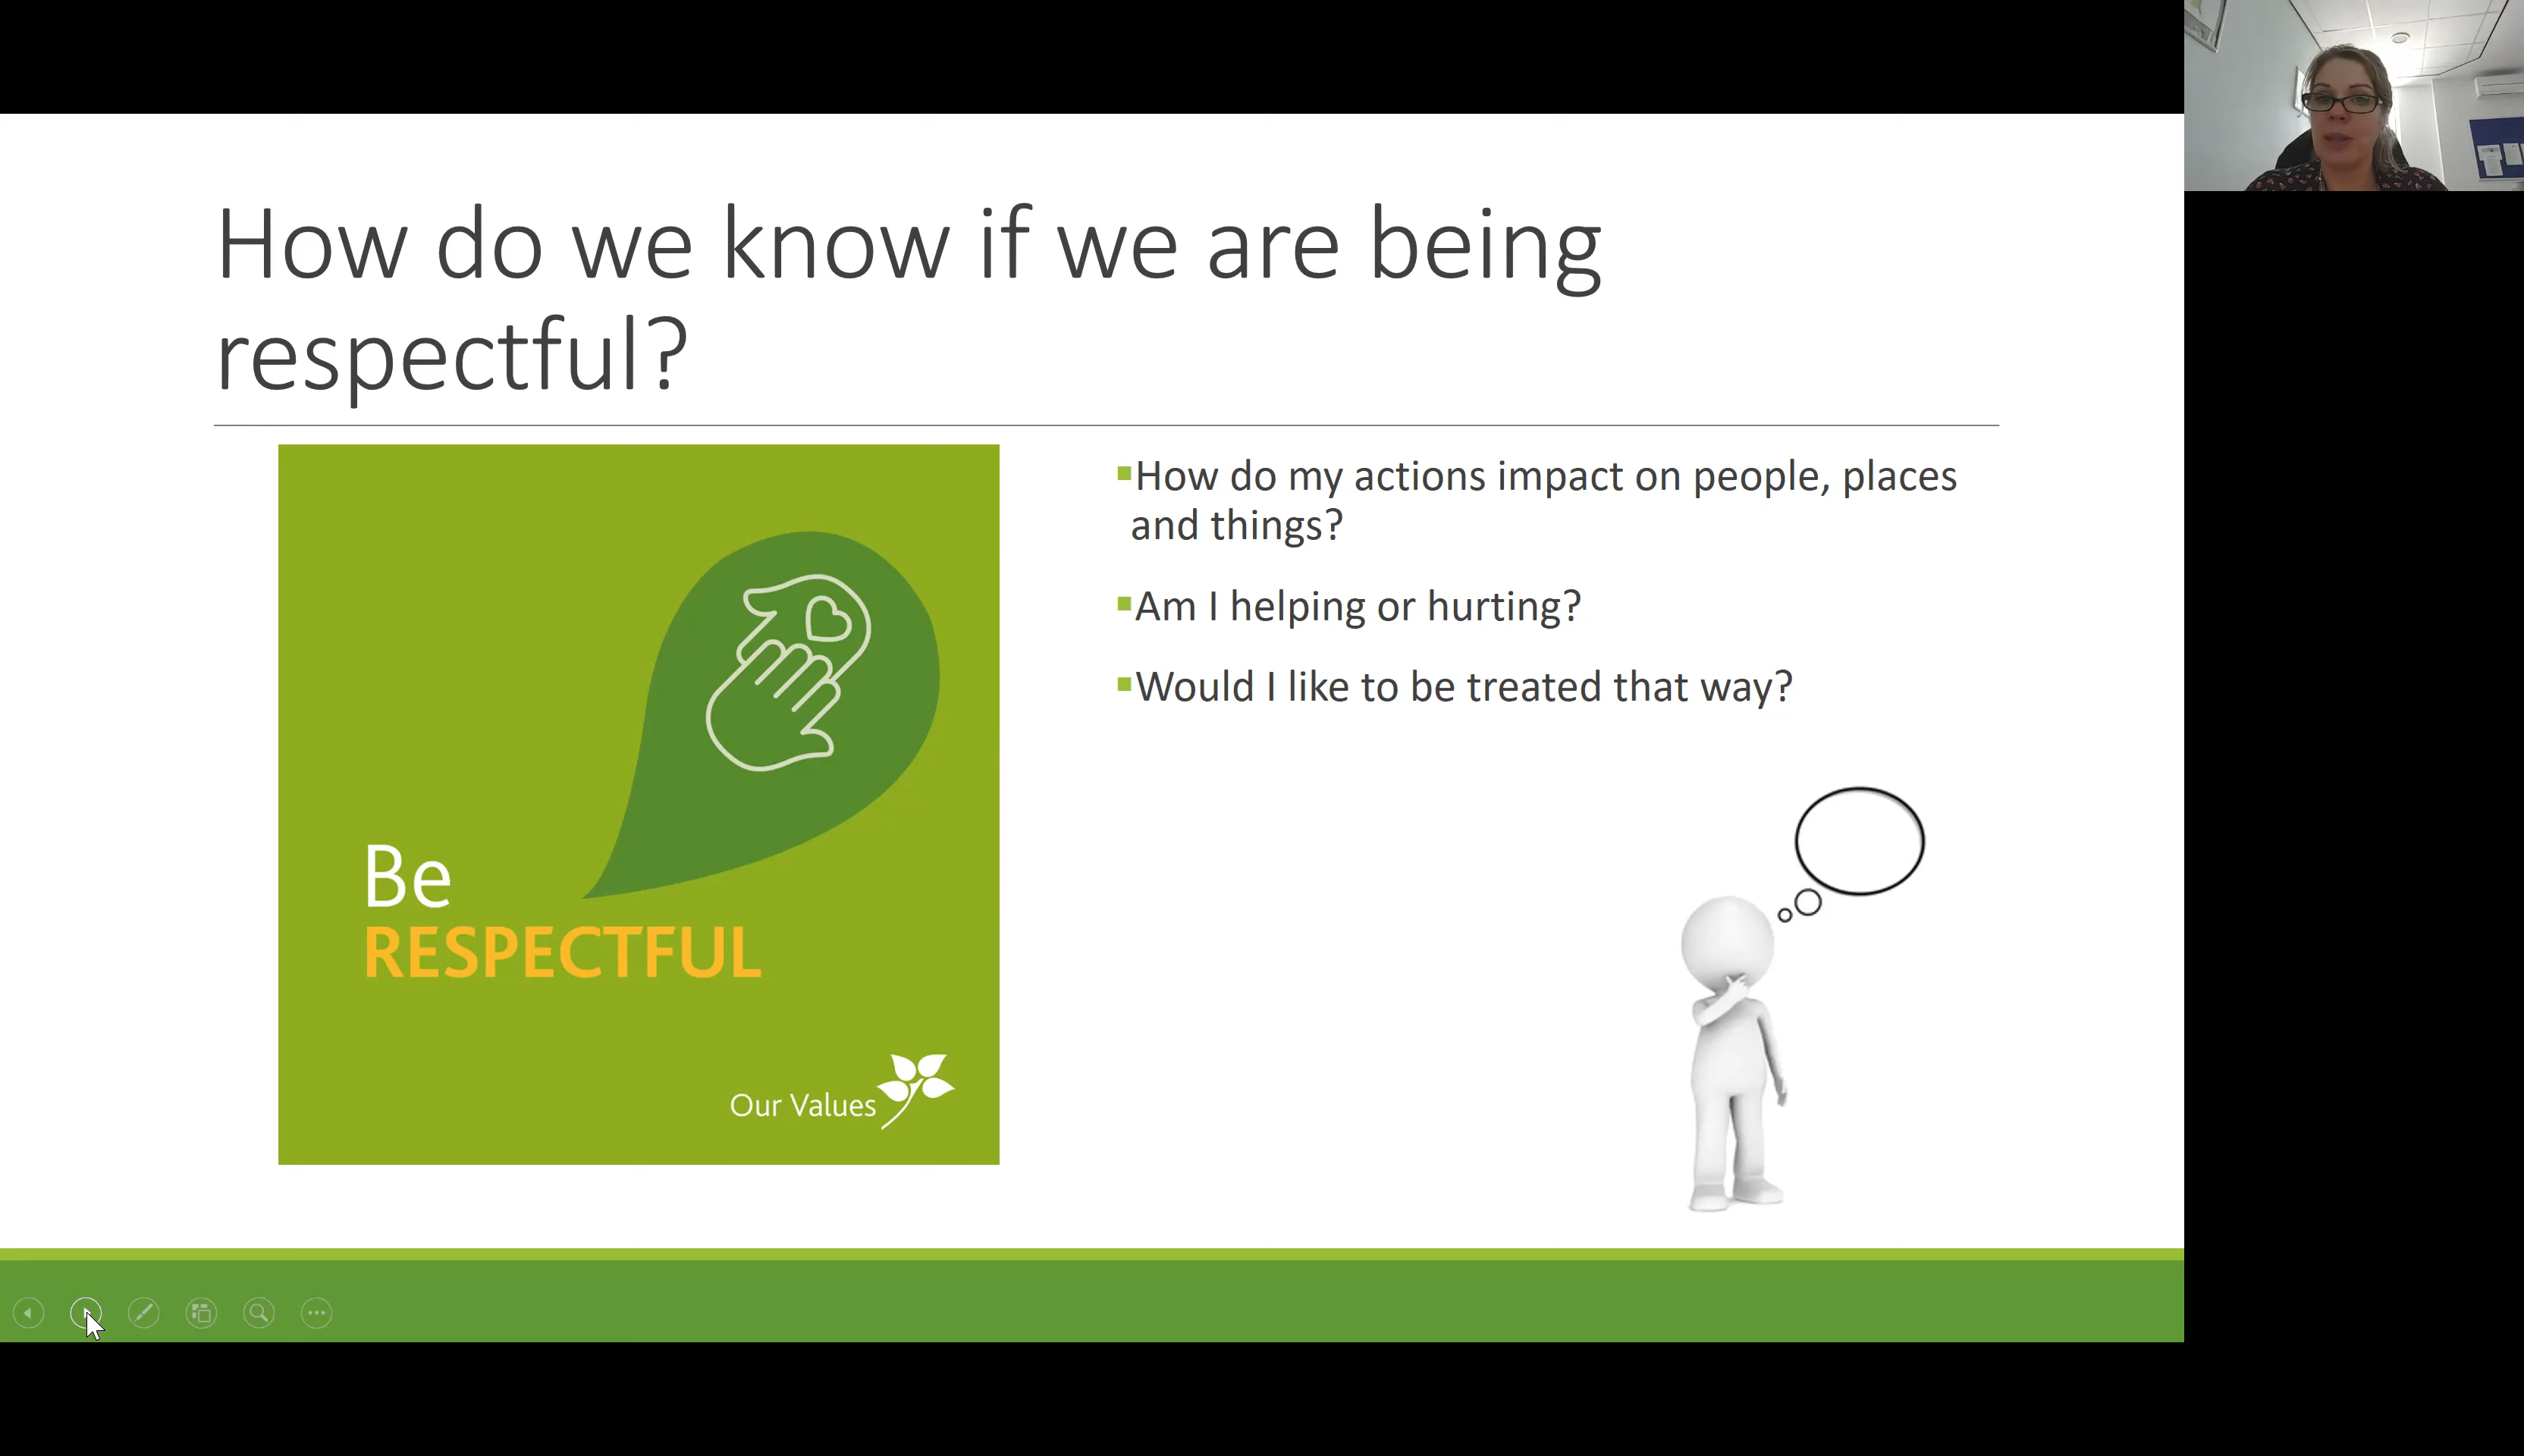 How do we know if we are being
respectful?
Be
RESPECTFUL
Our Values
▪How do my actions impact on people, places
and things?
▪Am I helping or hurting?
▪Would I like to be treated that way?